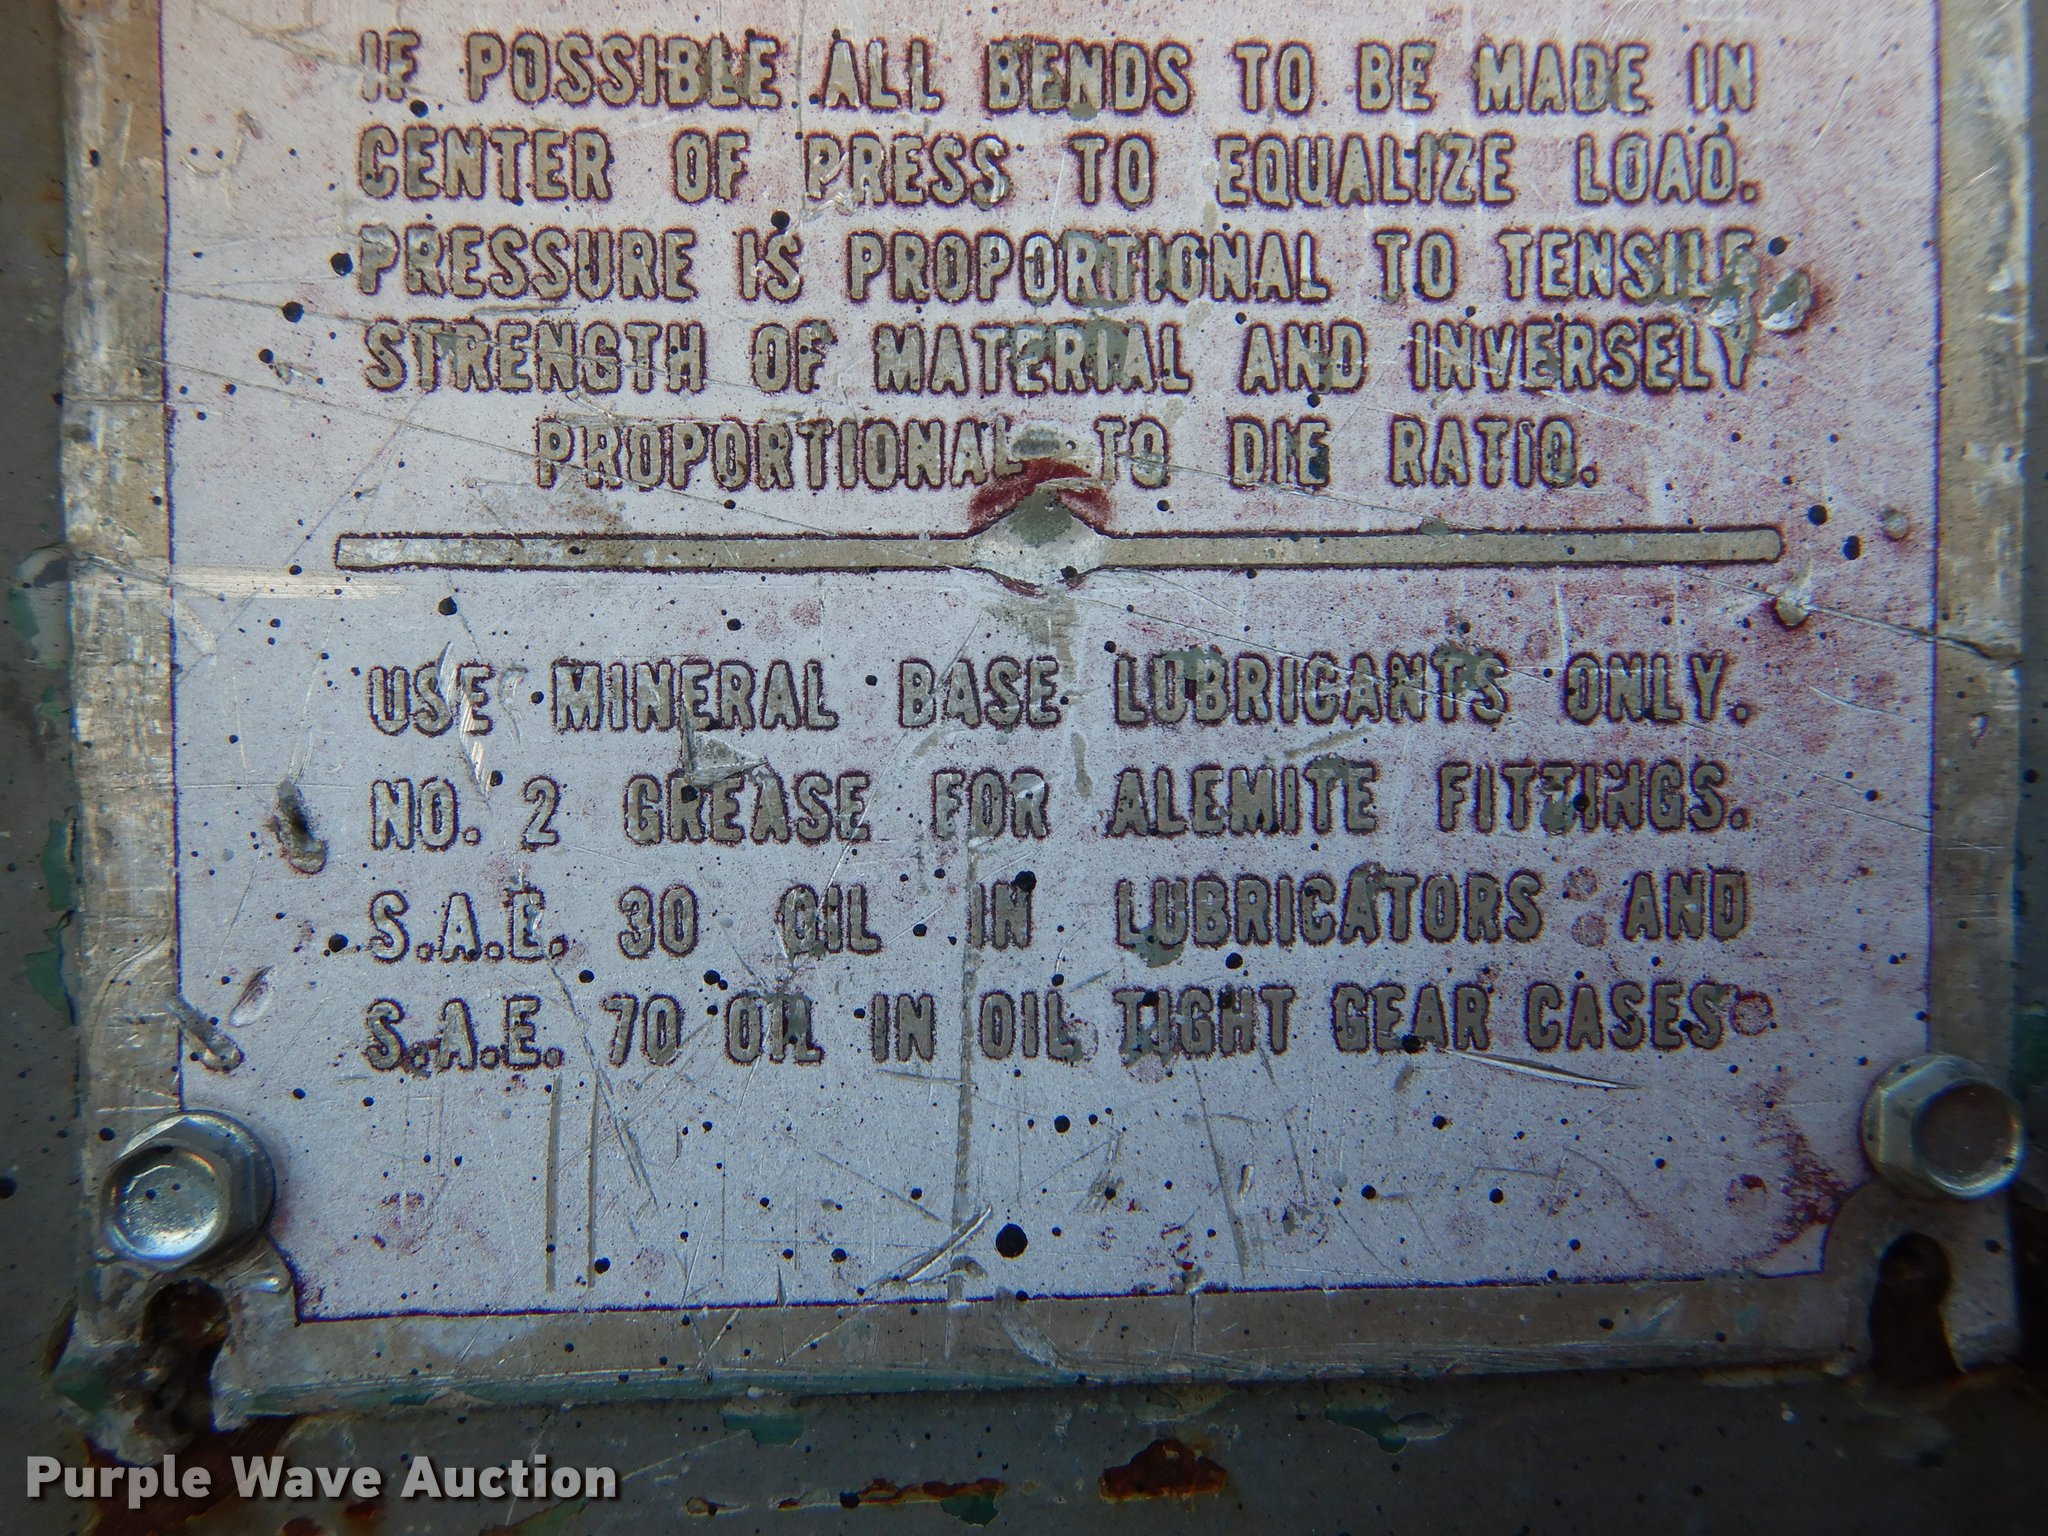 IF POSSIBLE ALL BENDS TO BE MADE IN
CENTER OF PRESS TO EQUALIZE LOAD.
PRESSURE IS PROPORTIONAL TO TENSILE
STRENGTH OF MATERIAL AND INVERSELY
PROPORTIONAL TO DIE RATIO.
USE MINERAL BASE LUBRICANTS ONLY.
NO. 2 GREASE FOR ALEMITE FITTINGS.
S.A.E. 30 OIL IN LUBRICATORS AND
S.A.E. 70 OIL IN OIL TIGHT GEAR CASES
Purple Wave Auction